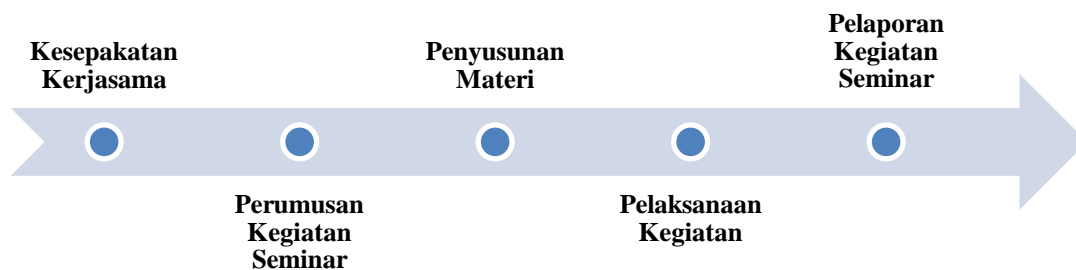 Kesepakatan
Kerjasama
Perumusan
Kegiatan
Seminar
Penyusunan
Materi
Pelaksanaan
Kegiatan
Pelaporan
Kegiatan
Seminar